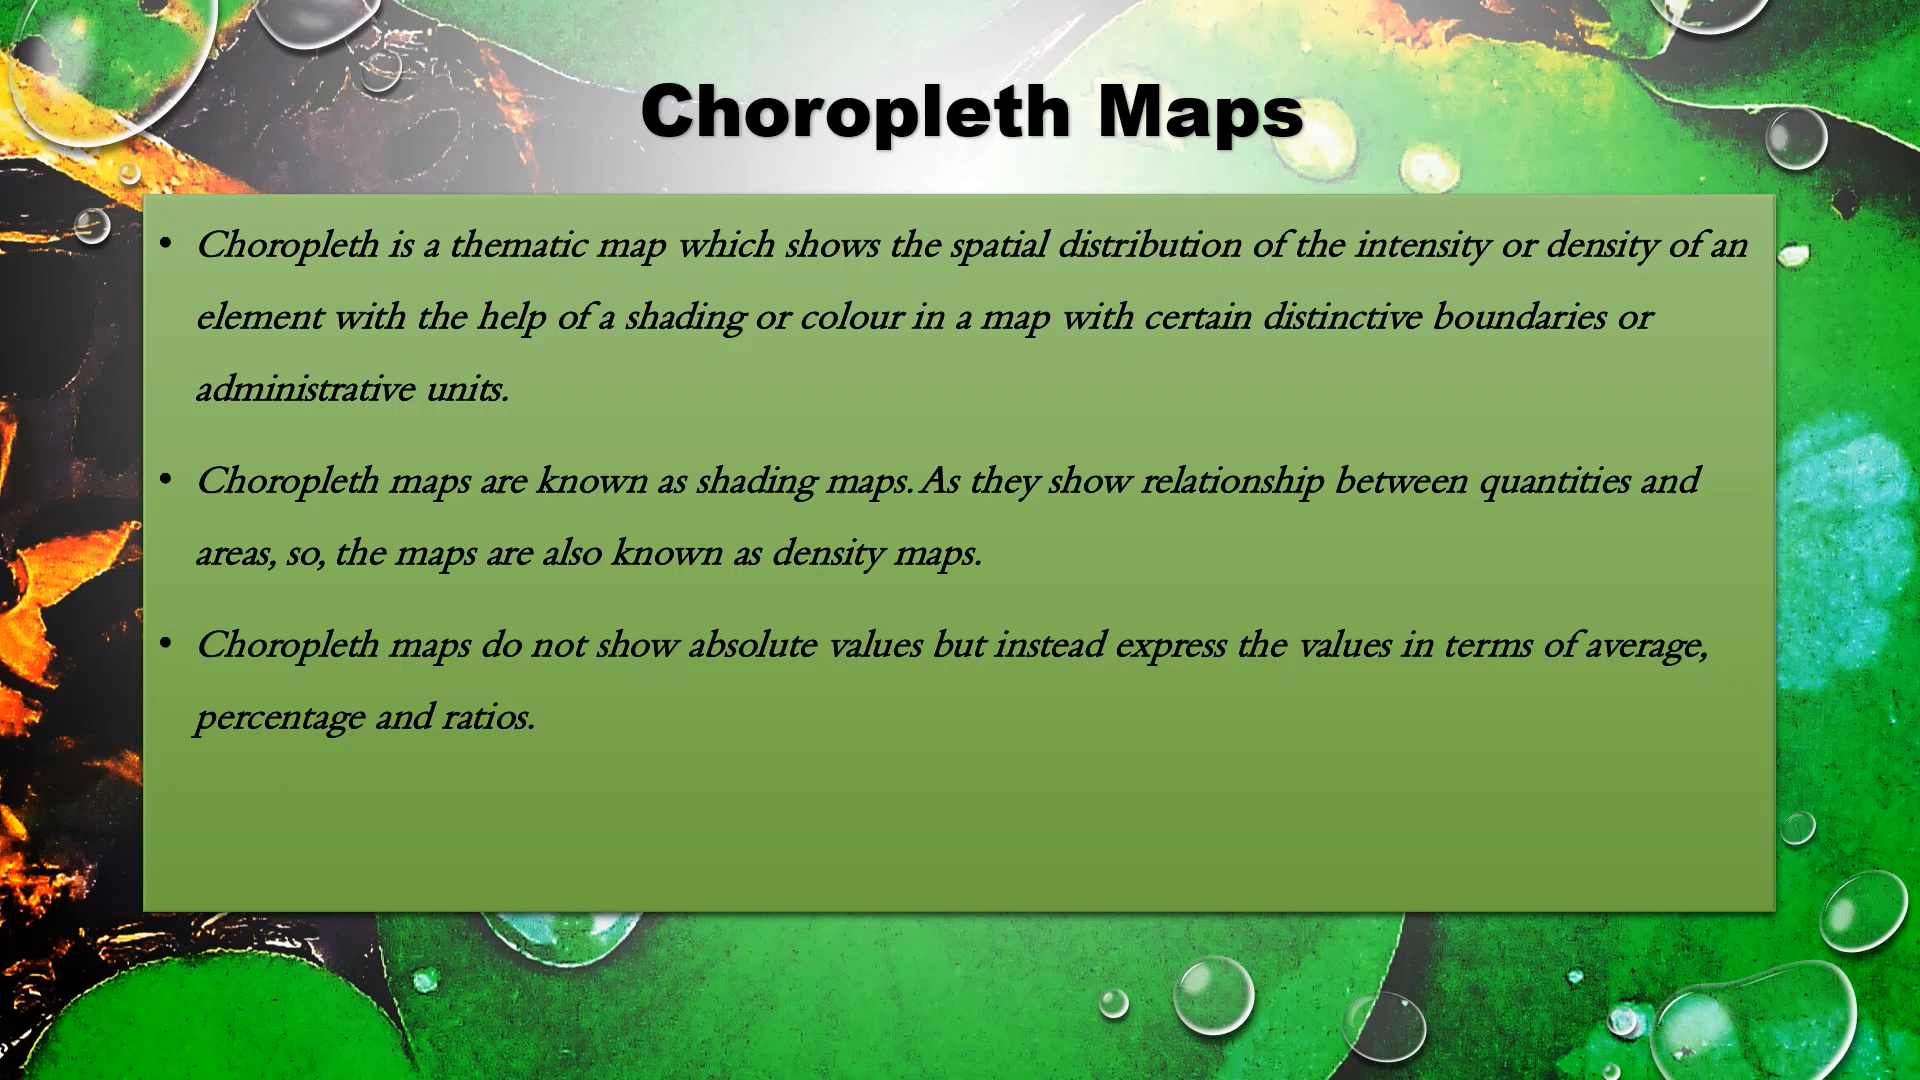 Choropleth Maps
• Choropleth is a thematic map which shows the spatial distribution of the intensity or density of an
element with the help of a shading or colour in a map with certain distinctive boundaries or
administrative units.
• Choropleth maps are known as shading maps. As they show relationship between quantities and
areas, so, the maps are also known as density maps.
• Choropleth maps do not show absolute values but instead express the values in terms of average,
percentage and ratios.